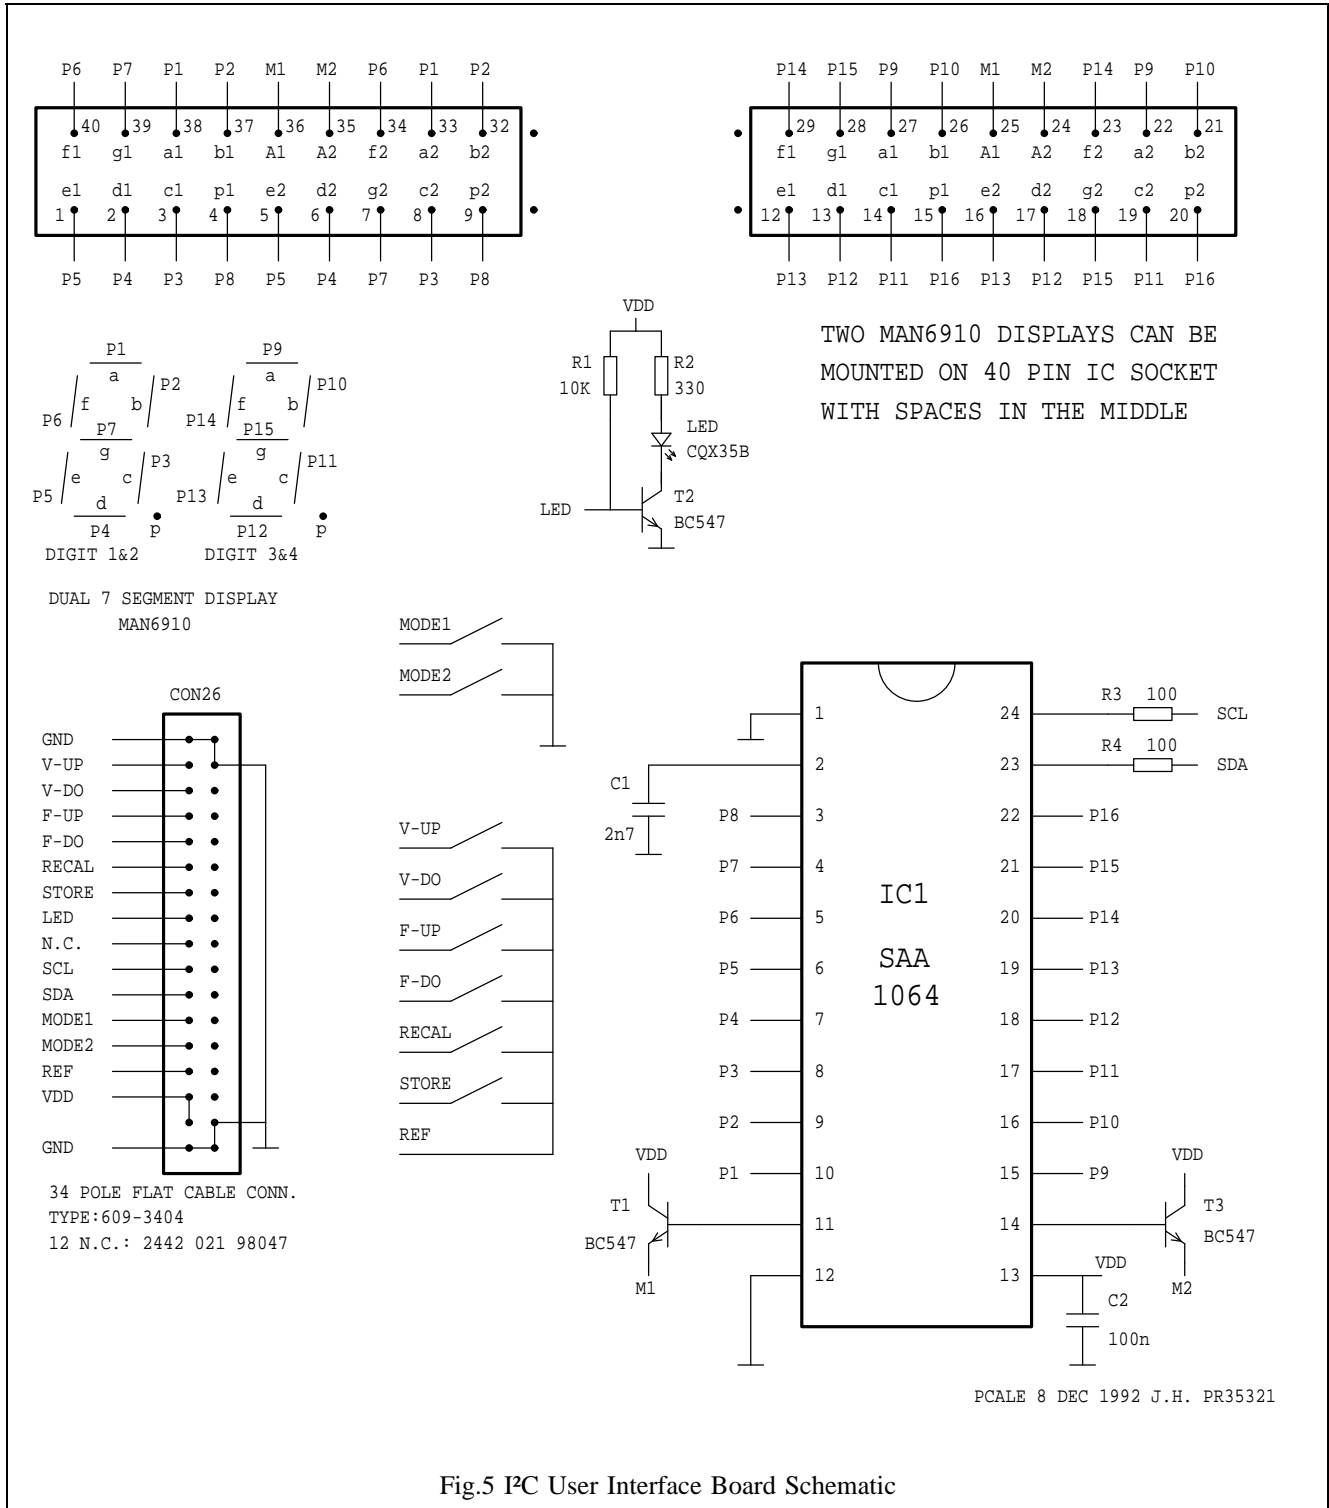 P6 P7 P1 P2 M1 M2 P6 P1 P2
40 39 38 37 36 35 34 33 32
f1 g1 a1 b1 A1 A2 f2 a2 b2
e1 d1 c1 p1 e2 d2 g2 c2 p2
1 2 3 4 5 6 7 8 9
P5 P4 P3 P8 P5 P4 P7 P3 P8
P14 P15 P9 P10 M1 M2 P14 P9 P10
29 28 27 26 25 24 23 22 21
f1 g1 a1 b1 A1 A2 f2 a2 b2
e1 d1 c1 p1 e2 d2 g2 c2 p2
12 13 14 15 16 17 18 19 20
P13 P12 P11 P16 P13 P12 P15 P11 P16
TWO MAN6910 DISPLAYS CAN BE
MOUNTED ON 40 PIN IC SOCKET
WITH SPACES IN THE MIDDLE
VDD
R1 R2
10K 330
LED
CQX35B
LED
T2
BC547
P1
a
P2
f b
P6
P7
g
P3
e c
P5
d
P4 p
DIGIT 1&2
P9
a
P10
f b
P14
P15
g
P11
e c
P13
d
P12 p
DIGIT 3&4
DUAL 7 SEGMENT DISPLAY
MAN6910
MODE1
MODE2
CON26
GND
V-UP
V-DO
F-UP
F-DO
RECAL
STORE
LED
N.C.
SCL
SDA
MODE1
MODE2
REF
VDD
GND
34 POLE FLAT CABLE CONN.
TYPE:609-3404
12 N.C.: 2442 021 98047
V-UP
V-DO
F-UP
F-DO
RECAL
STORE
REF
IC1
SAA
1064
1 24 R3 100 SCL
2 23 R4 100 SDA
C1
2n7
P8 3 22 P16
P7 4 21 P15
P6 5 20 P14
P5 6 19 P13
P4 7 18 P12
P3 8 17 P11
P2 9 16 P10
P1 10 15 P9
VDD VDD
T1 11 14 T3
BC547 BC547
12 13 VDD
M1 M2
C2
100n
PCALE 8 DEC 1992 J.H. PR35321
Fig.5 I²C User Interface Board Schematic